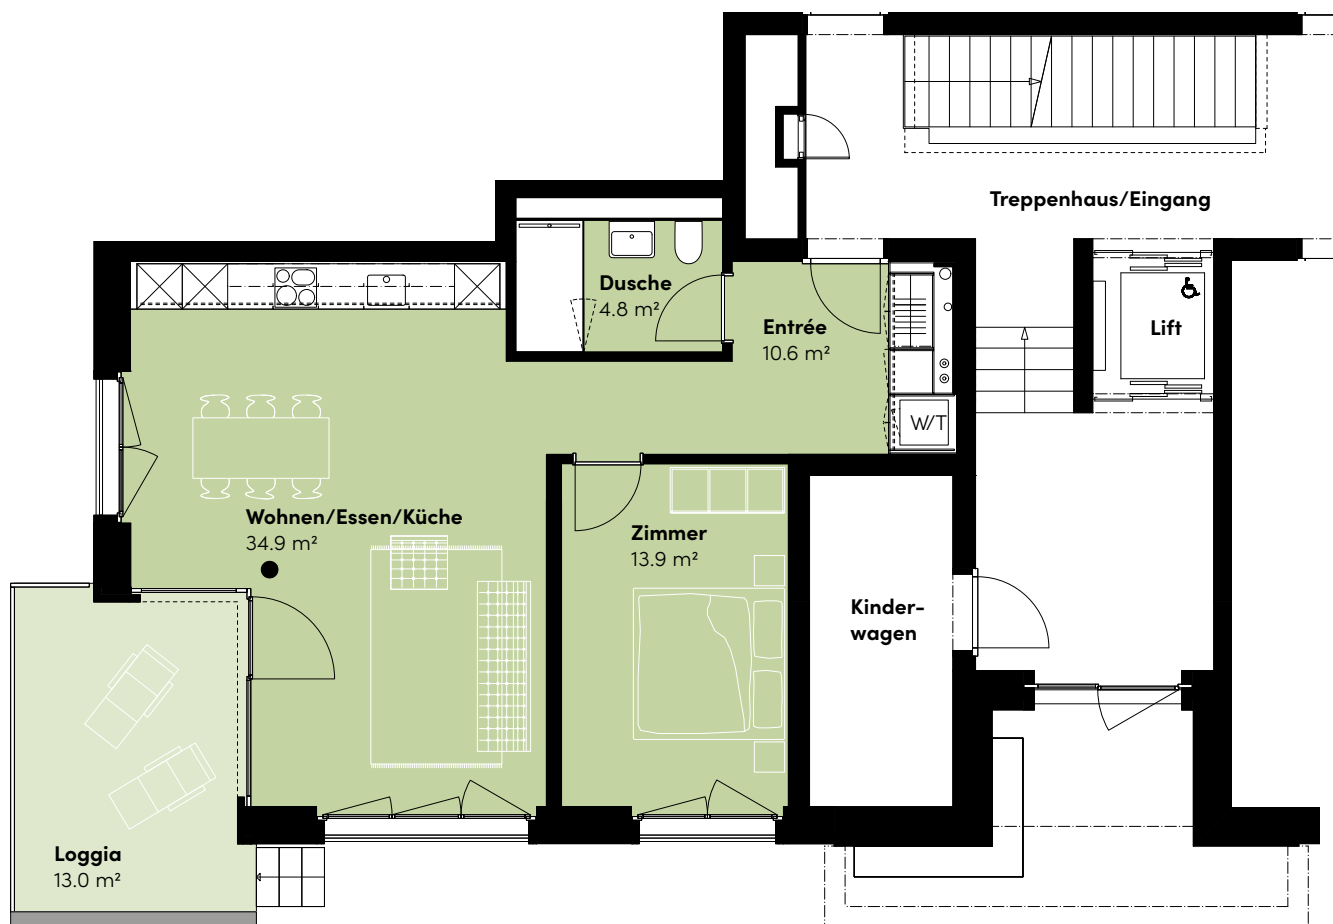 Treppenhaus/Eingang
Dusche
4.8 m²
Entrée
10.6 m²
Lift
W/T
Wohnen/Essen/Küche
34.9 m²
Zimmer
13.9 m²
Kinder-
wagen
Loggia
13.0 m²